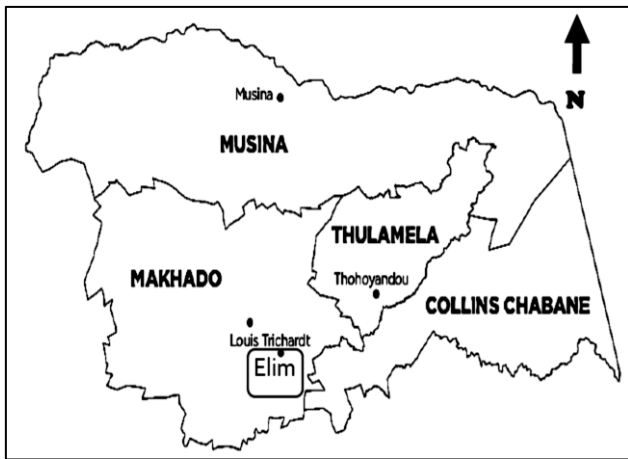 N
Musina
MUSINA
THULAMELA
Thohoyandou
MAKHADO
COLLINS CHABANE
Louis Trichardt
Elim